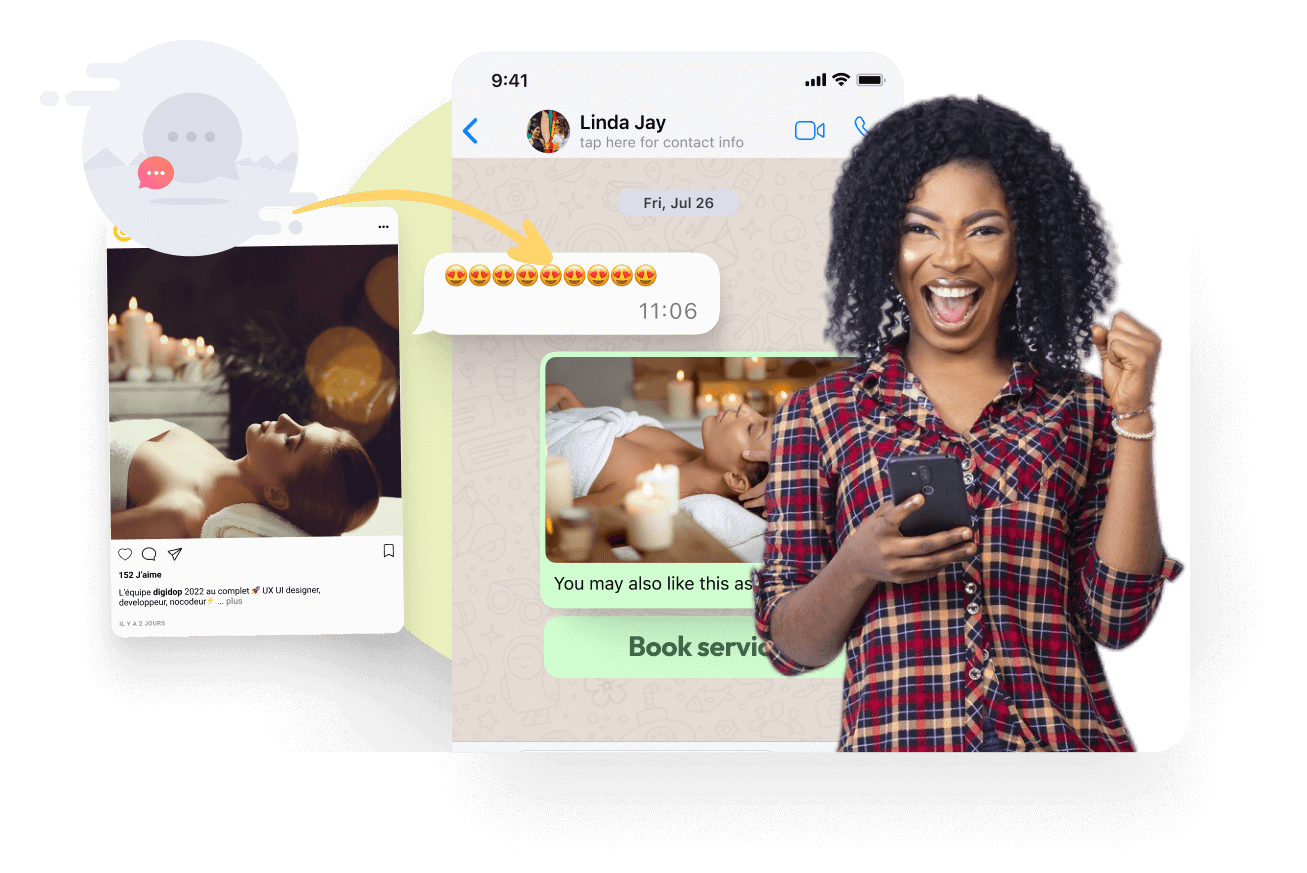 9:41
Linda Jay
tap here for contact info
Fri, Jul 26
11:06
152 J'aime
L'équipe digidop 2022 au complet 🚀 UX UI designer,
developpeur, nocodeur⚡ ... plus
IL Y A 2 JOURS
You may also like this as
Book servic